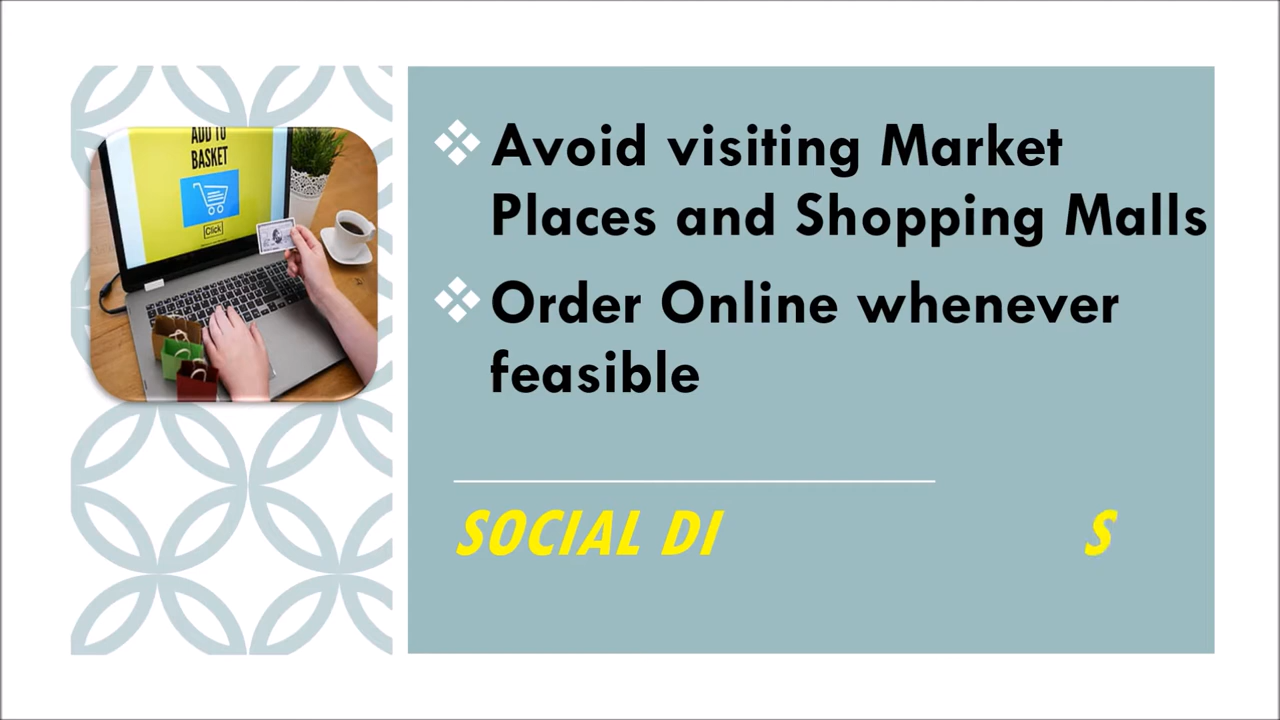 ADD TO
BASKET
Click
Avoid visiting Market
Places and Shopping Malls
Order Online whenever
feasible
SOCIAL DI S